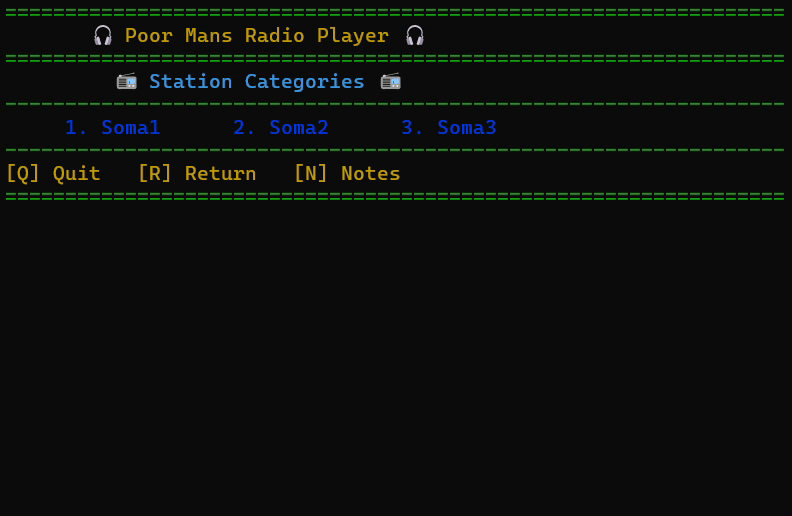 =================================================================
🎧 Poor Mans Radio Player 🎧
=================================================================
📻 Station Categories 📻
-----------------------------------------------------------------
1. Soma1 2. Soma2 3. Soma3
-----------------------------------------------------------------
[Q] Quit [R] Return [N] Notes
=================================================================